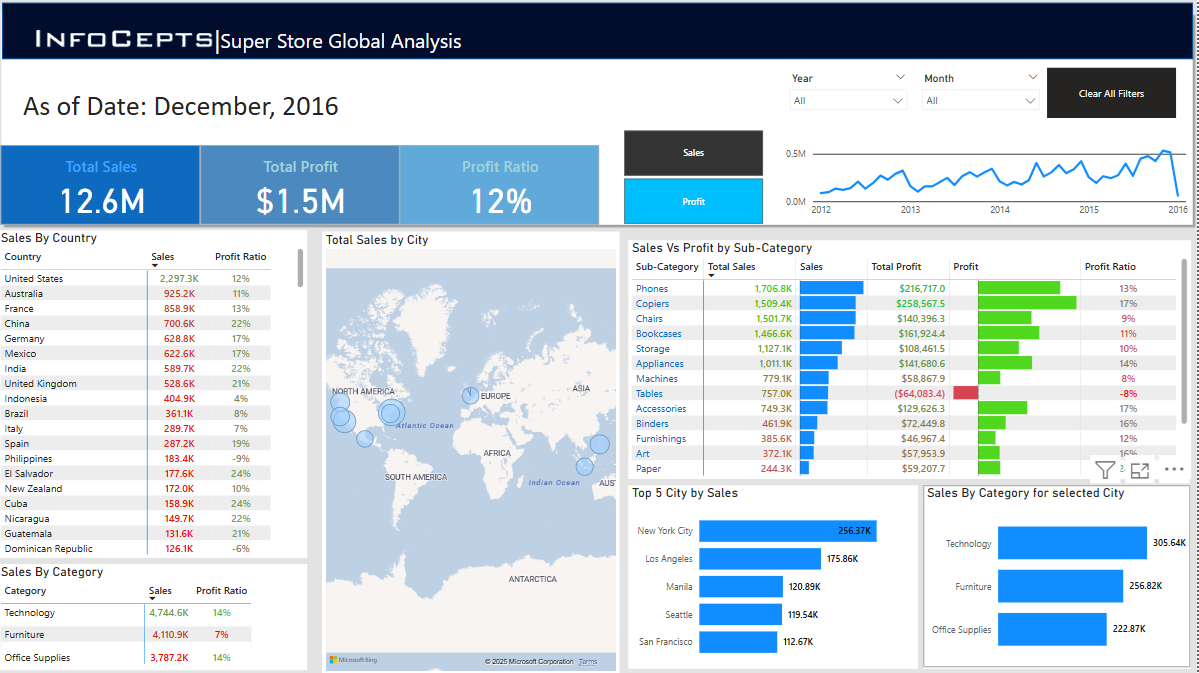 INFOCEPTS|Super Store Global Analysis
As of Date: December, 2016
Year
All
Month
All
Clear All Filters
Total Sales
12.6M
Total Profit
$1.5M
Profit Ratio
12%
Sales
Profit
0.5M
0.0M
2012 2013 2014 2015 2016
Sales By Country
Country Sales Profit Ratio
United States 2,297.3K 12%
Australia 925.2K 11%
France 858.9K 13%
China 700.6K 22%
Germany 628.8K 17%
Mexico 622.6K 17%
India 589.7K 22%
United Kingdom 528.6K 21%
Indonesia 404.9K 4%
Brazil 361.1K 8%
Italy 289.7K 7%
Spain 287.2K 19%
Philippines 183.4K -9%
El Salvador 177.6K 24%
New Zealand 172.0K 10%
Cuba 158.9K 24%
Nicaragua 149.7K 22%
Guatemala 131.6K 21%
Dominican Republic 126.1K -6%
Sales By Category
Category Sales Profit Ratio
Technology 4,744.6K 14%
Furniture 4,110.9K 7%
Office Supplies 3,787.2K 14%
Total Sales by City
NORTH AMERICA
EUROPE
ASIA
Atlantic Ocean
AFRICA
SOUTH AMERICA
Indian Ocean
AUS
ANTARCTICA
Microsoft Bing
© 2025 Microsoft Corporation Terms
Sales Vs Profit by Sub-Category
Sub-Category Total Sales Sales Total Profit Profit Profit Ratio
Phones 1,706.8K $216,717.0 13%
Copiers 1,509.4K $258,567.5 17%
Chairs 1,501.7K $140,396.3 9%
Bookcases 1,466.6K $161,924.4 11%
Storage 1,127.1K $108,461.5 10%
Appliances 1,011.1K $141,680.6 14%
Machines 779.1K $58,867.9 8%
Tables 757.0K ($64,083.4) -8%
Accessories 749.3K $129,626.3 17%
Binders 461.9K $72,449.8 16%
Furnishings 385.6K $46,967.4 12%
Art 372.1K $57,953.9 16%
Paper 244.3K $59,207.7
Top 5 City by Sales
New York City 256.37K
Los Angeles 175.86K
Manila 120.89K
Seattle 119.54K
San Francisco 112.67K
Sales By Category for selected City
Technology 305.64K
Furniture 256.82K
Office Supplies 222.87K